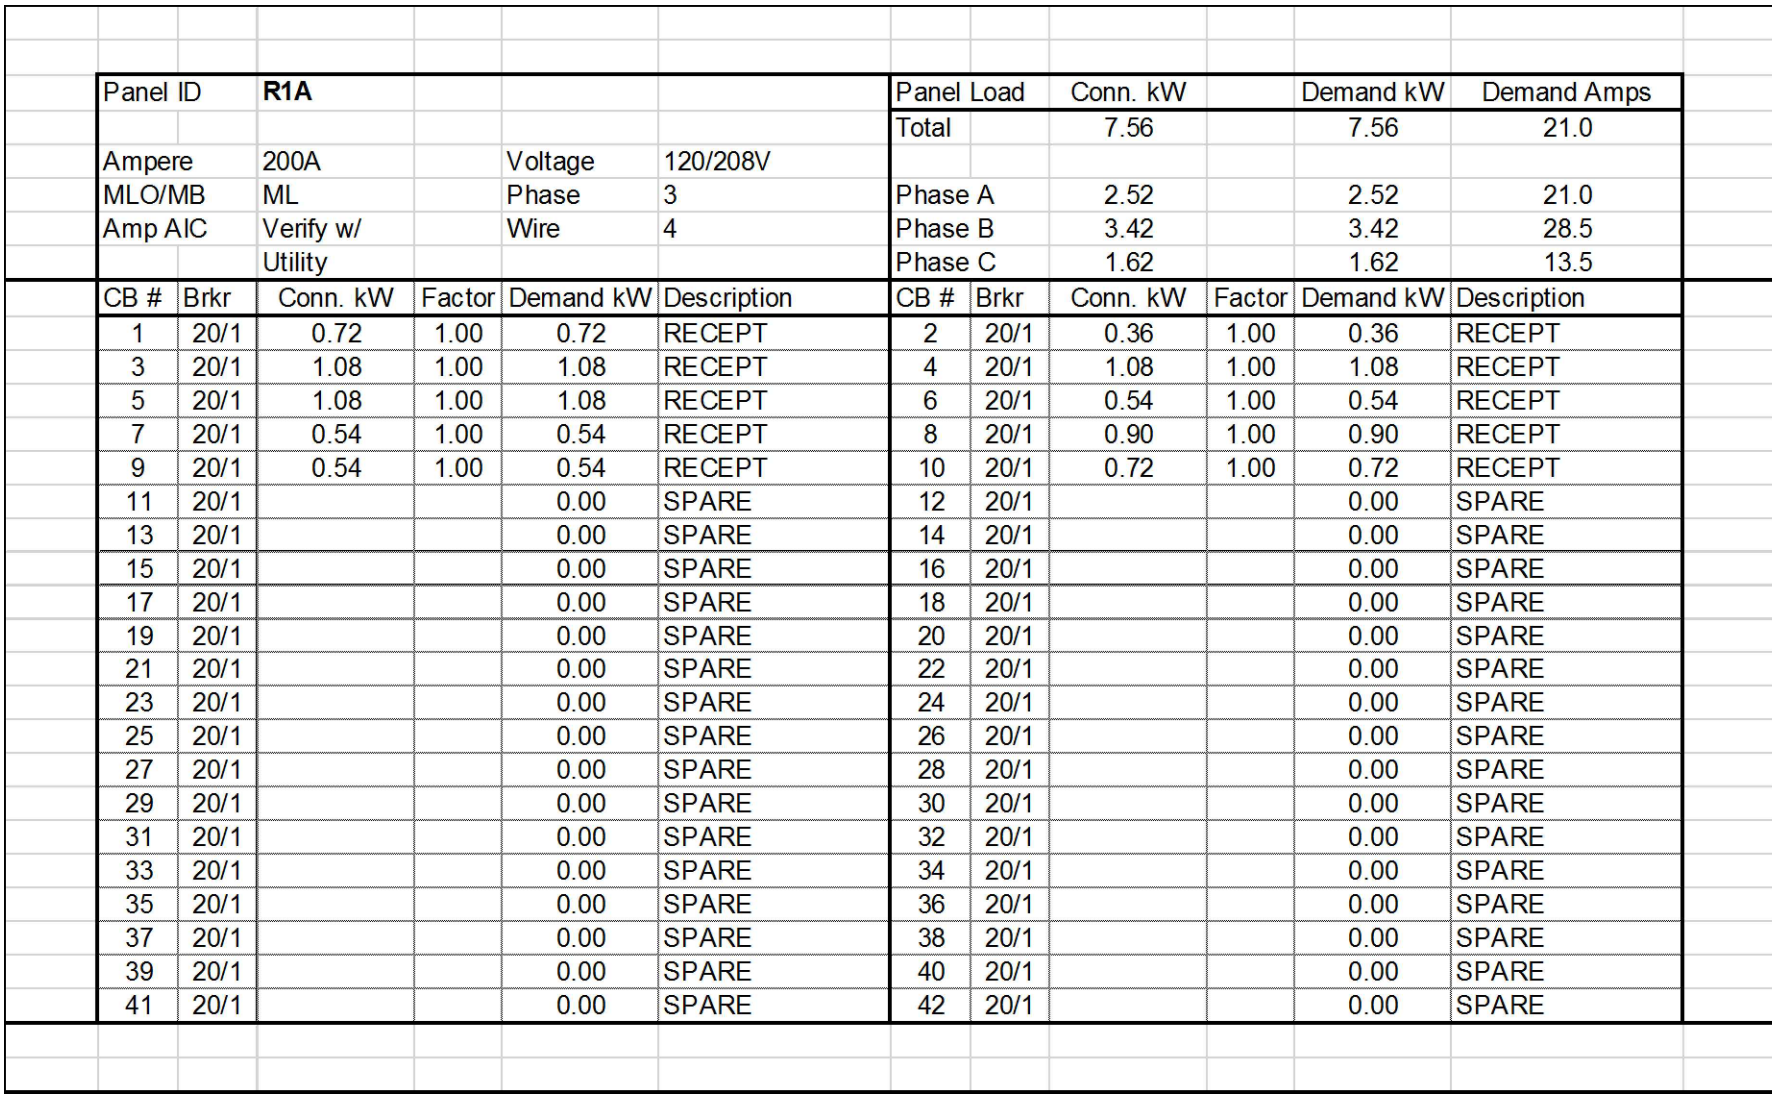 Panel ID R1A Panel Load Conn. kW Demand kW Demand Amps
Total 7.56 7.56 21.0
Ampere 200A Voltage 120/208V
MLO/MB ML Phase 3 Phase A 2.52 2.52 21.0
Amp AIC Verify w/ Wire 4 Phase B 3.42 3.42 28.5
Utility Phase C 1.62 1.62 13.5
CB # Brkr Conn. kW Factor Demand kW Description CB # Brkr Conn. kW Factor Demand kW Description
1 20/1 0.72 1.00 0.72 RECEPT 2 20/1 0.36 1.00 0.36 RECEPT
3 20/1 1.08 1.00 1.08 RECEPT 4 20/1 1.08 1.00 1.08 RECEPT
5 20/1 1.08 1.00 1.08 RECEPT 6 20/1 0.54 1.00 0.54 RECEPT
7 20/1 0.54 1.00 0.54 RECEPT 8 20/1 0.90 1.00 0.90 RECEPT
9 20/1 0.54 1.00 0.54 RECEPT 10 20/1 0.72 1.00 0.72 RECEPT
11 20/1 0.00 SPARE 12 20/1 0.00 SPARE
13 20/1 0.00 SPARE 14 20/1 0.00 SPARE
15 20/1 0.00 SPARE 16 20/1 0.00 SPARE
17 20/1 0.00 SPARE 18 20/1 0.00 SPARE
19 20/1 0.00 SPARE 20 20/1 0.00 SPARE
21 20/1 0.00 SPARE 22 20/1 0.00 SPARE
23 20/1 0.00 SPARE 24 20/1 0.00 SPARE
25 20/1 0.00 SPARE 26 20/1 0.00 SPARE
27 20/1 0.00 SPARE 28 20/1 0.00 SPARE
29 20/1 0.00 SPARE 30 20/1 0.00 SPARE
31 20/1 0.00 SPARE 32 20/1 0.00 SPARE
33 20/1 0.00 SPARE 34 20/1 0.00 SPARE
35 20/1 0.00 SPARE 36 20/1 0.00 SPARE
37 20/1 0.00 SPARE 38 20/1 0.00 SPARE
39 20/1 0.00 SPARE 40 20/1 0.00 SPARE
41 20/1 0.00 SPARE 42 20/1 0.00 SPARE